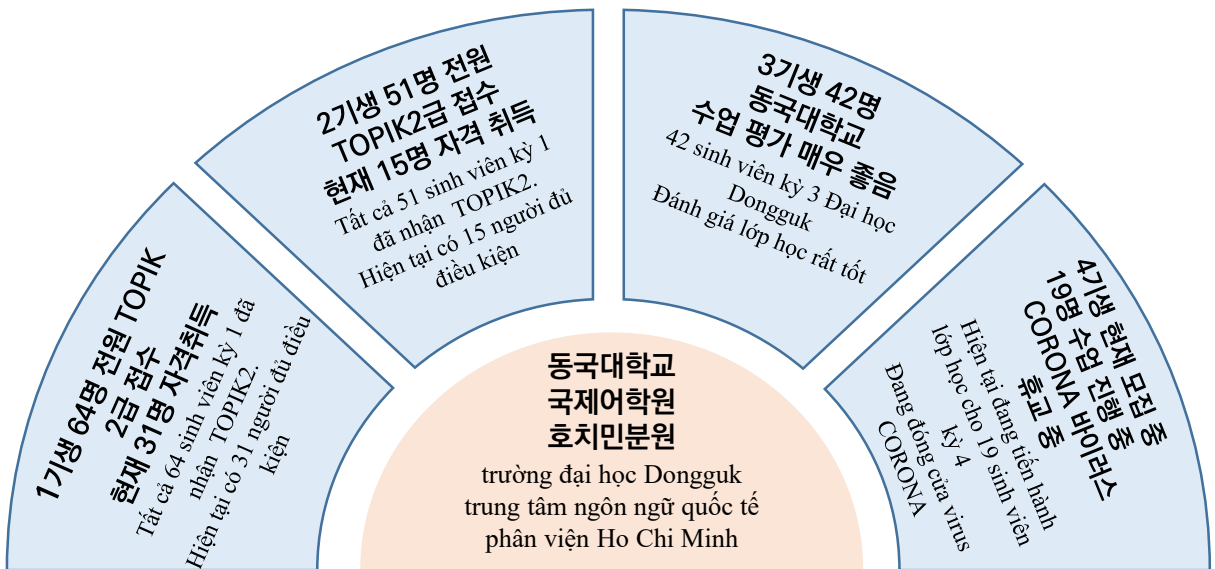 1기생 64명 전원 TOPIK
2급 접수
현재 31명 자격취득
Tất cả 64 sinh viên kỳ 1 đã
nhận TOPIK2.
Hiện tại có 31 người đủ điều
kiện
2기생 51명 전원
TOPIK2급 접수
현재 15명 자격 취득
Tất cả 51 sinh viên kỳ 1
đã nhận TOPIK2.
Hiện tại có 15 người đủ
điều kiện
3기생 42명
동국대학교
수업 평가 매우 좋음
42 sinh viên kỳ 3 Đại học
Dongguk
Đánh giá lớp học rất tốt
4기생 현재 모집 중
19명 수업 진행 중
CORONA 바이러스
휴교 중
Hiện tại đang tiến hành
lớp học cho 19 sinh viên
kỳ 4
Đang đóng cửa virus
CORONA
동국대학교
국제어학원
호치민분원
trường đại học Dongguk
trung tâm ngôn ngữ quốc tế
phân viện Ho Chi Minh